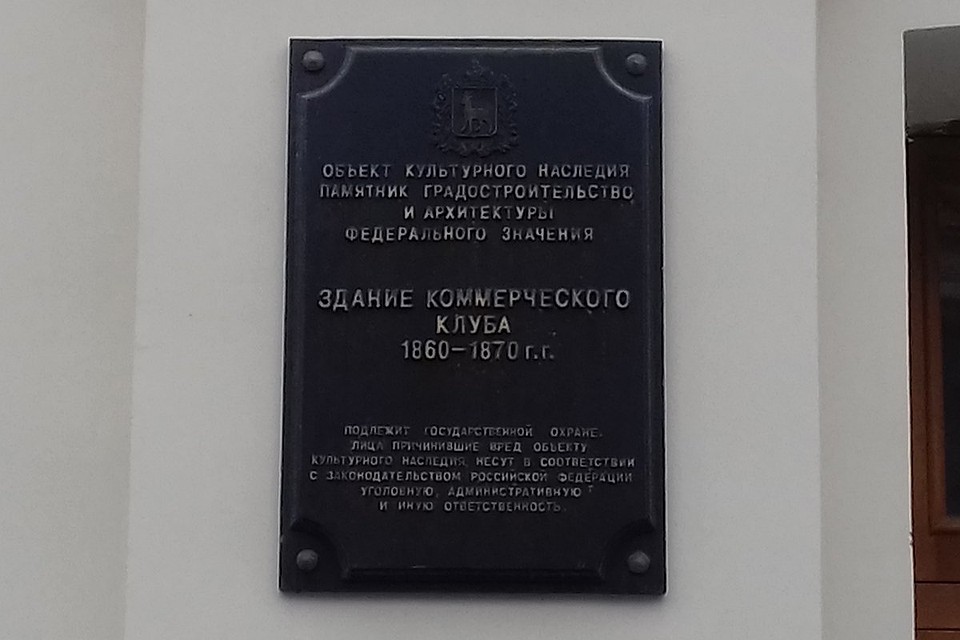 ОБЪЕКТ КУЛЬТУРНОГО НАСЛЕДИЯ
ПАМЯТНИК ГРАДОСТРОИТЕЛЬСТВО
И АРХИТЕКТУРЫ
ФЕДЕРАЛЬНОГО ЗНАЧЕНИЯ
ЗДАНИЕ КОММЕРЧЕСКОГО
КЛУБА
1860–1870 г.г.
ПОДЛЕЖИТ ГОСУДАРСТВЕННОЙ ОХРАНЕ.
ЛИЦА ПРИЧИНИВШИЕ ВРЕД ОБЪЕКТУ
КУЛЬТУРНОГО НАСЛЕДИЯ, НЕСУТ В СООТВЕТСТВИИ
С ЗАКОНОДАТЕЛЬСТВОМ РОССИЙСКОЙ ФЕДЕРАЦИИ
УГОЛОВНУЮ, АДМИНИСТРАТИВНУЮ
И ИНУЮ ОТВЕТСТВЕННОСТЬ.